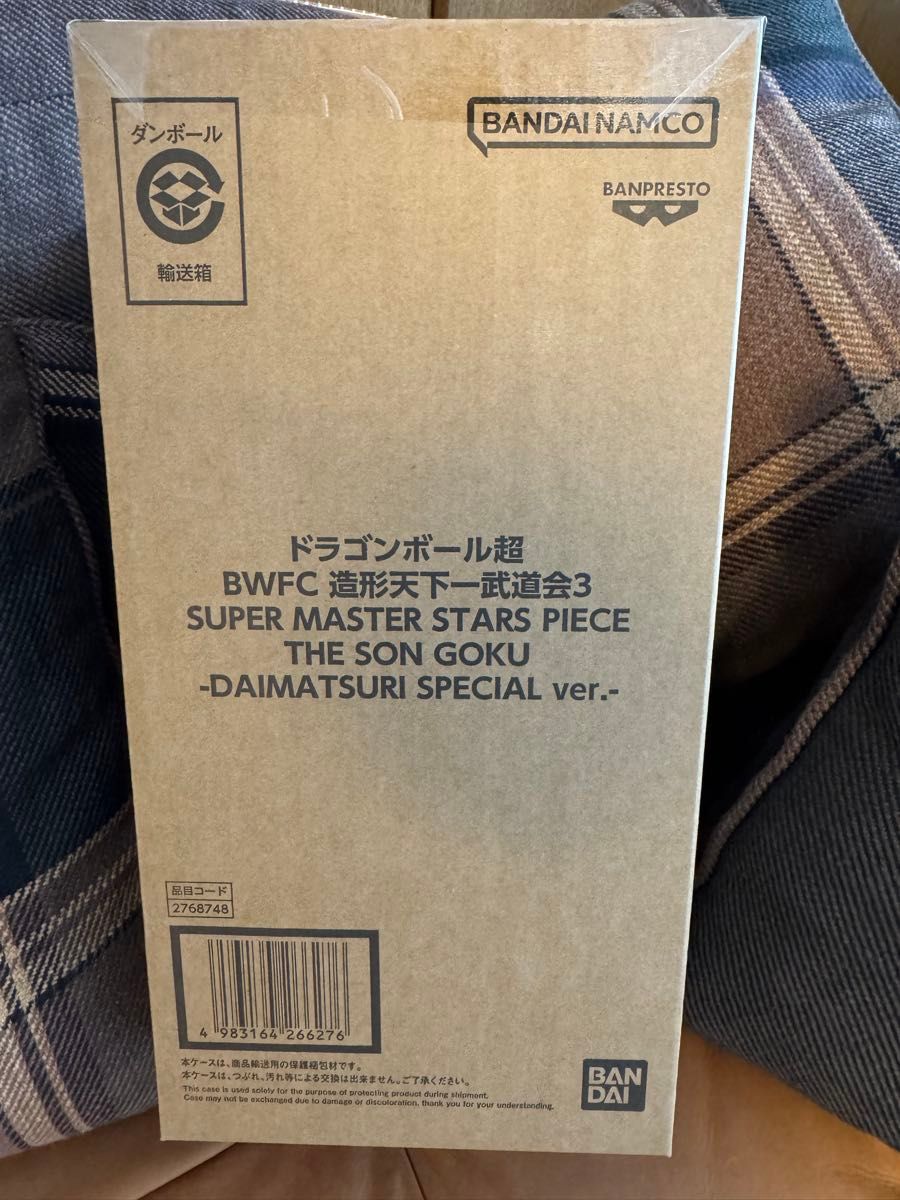 ダンボール
輸送箱
BANDAI NAMCO
BANPRESTO
ドラゴンボール超
BWFC 造形天下一武道会3
SUPER MASTER STARS PIECE
THE SON GOKU
-DAIMATSURI SPECIAL ver.-
品目コード
2768748
4 983164 266276
本ケースは、商品輸送用の保護梱包材です。
本ケースは、つぶれ、汚れ等による交換は出来ません。ご了承ください。
This case is used solely for the purpose of protecting product during shipment.
Case may not be exchanged due to damage or discoloration, thank you for your understanding.
BAN
DAI